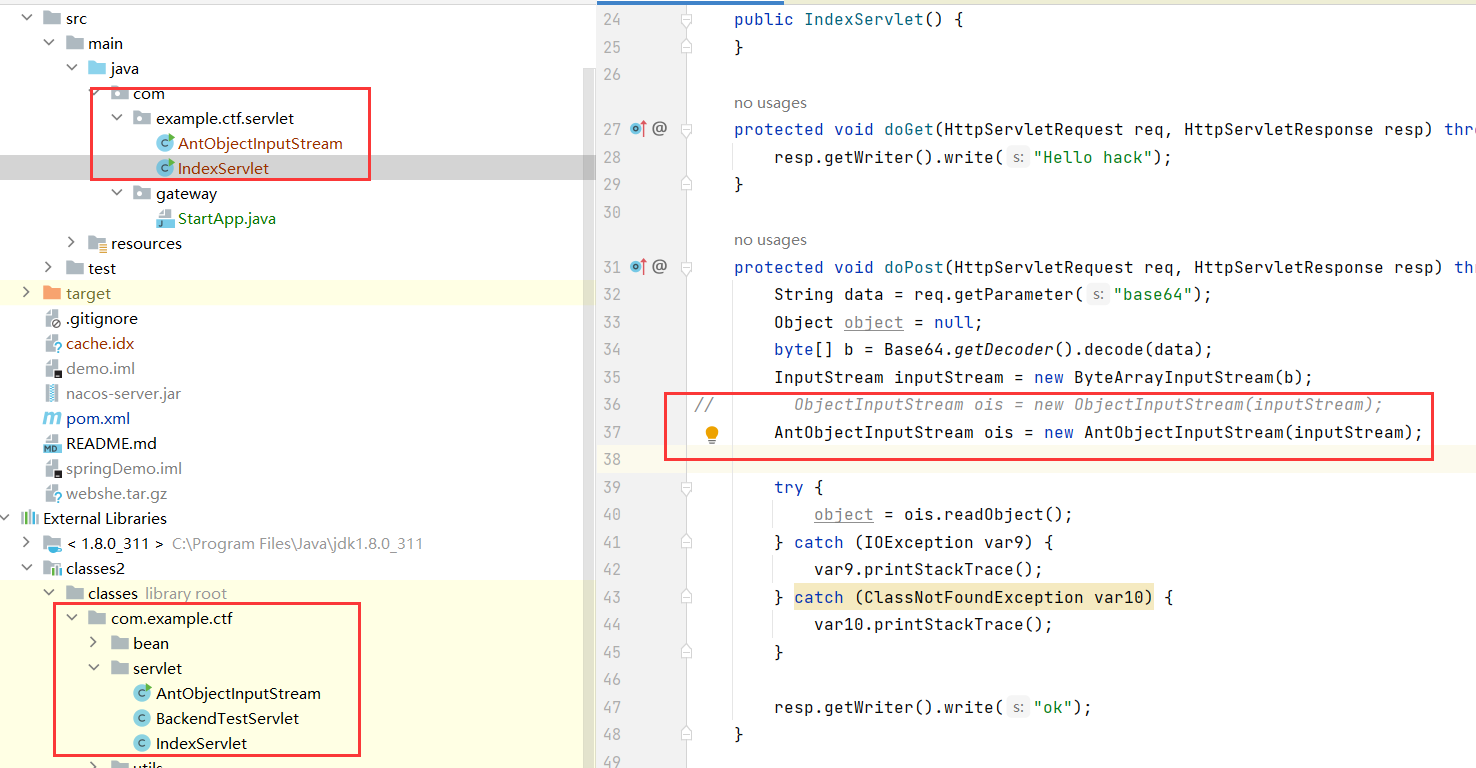 src
main
java
com
example.ctf.servlet
AntObjectInputStream
IndexServlet
gateway
StartApp.java
resources
test
target
.gitignore
cache.idx
demo.iml
nacos-server.jar
pom.xml
README.md
springDemo.iml
webshe.tar.gz
External Libraries
< 1.8.0_311 > C:\Program Files\Java\jdk1.8.0_311
classes2
classes library root
com.example.ctf
bean
servlet
AntObjectInputStream
BackendTestServlet
IndexServlet
utils
24 public IndexServlet() {
25 }
26
no usages
27 @ protected void doGet(HttpServletRequest req, HttpServletResponse resp) thr
28 resp.getWriter().write( s: "Hello hack");
29 }
30
no usages
31 @ protected void doPost(HttpServletRequest req, HttpServletResponse resp) th
32 String data = req.getParameter( s: "base64");
33 Object object = null;
34 byte[] b = Base64.getDecoder().decode(data);
35 InputStream inputStream = new ByteArrayInputStream(b);
36 // ObjectInputStream ois = new ObjectInputStream(inputStream);
37 AntObjectInputStream ois = new AntObjectInputStream(inputStream);
38
39 try {
40 object = ois.readObject();
41 } catch (IOException var9) {
42 var9.printStackTrace();
43 } catch (ClassNotFoundException var10) {
44 var10.printStackTrace();
45 }
46
47 resp.getWriter().write( s: "ok");
48 }
49